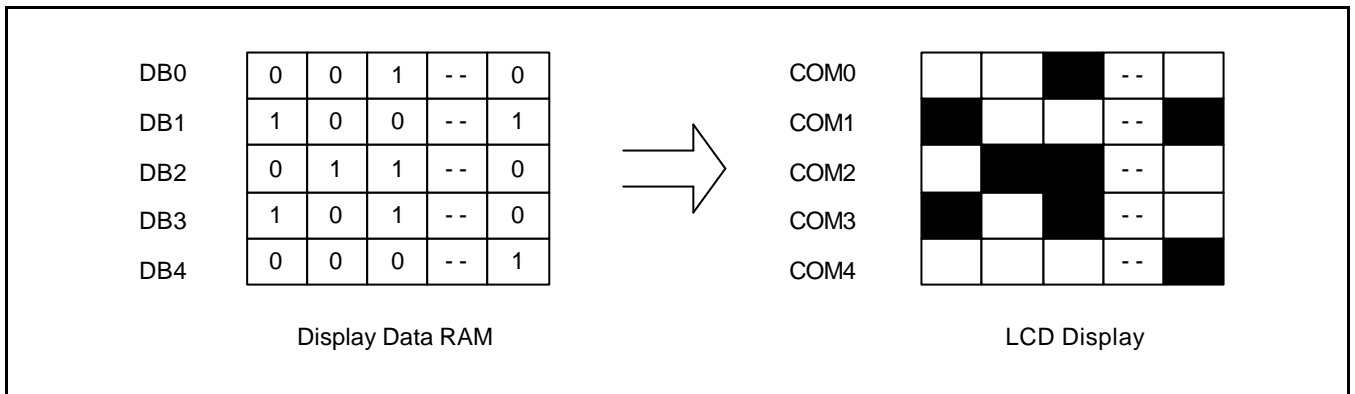 DB0 0 0 1 - - 0 COM0 - -
DB1 1 0 0 - - 1 COM1 - -
DB2 0 1 1 - - 0 COM2 - -
DB3 1 0 1 - - 0 COM3 - -
DB4 0 0 0 - - 1 COM4 - -
Display Data RAM LCD Display